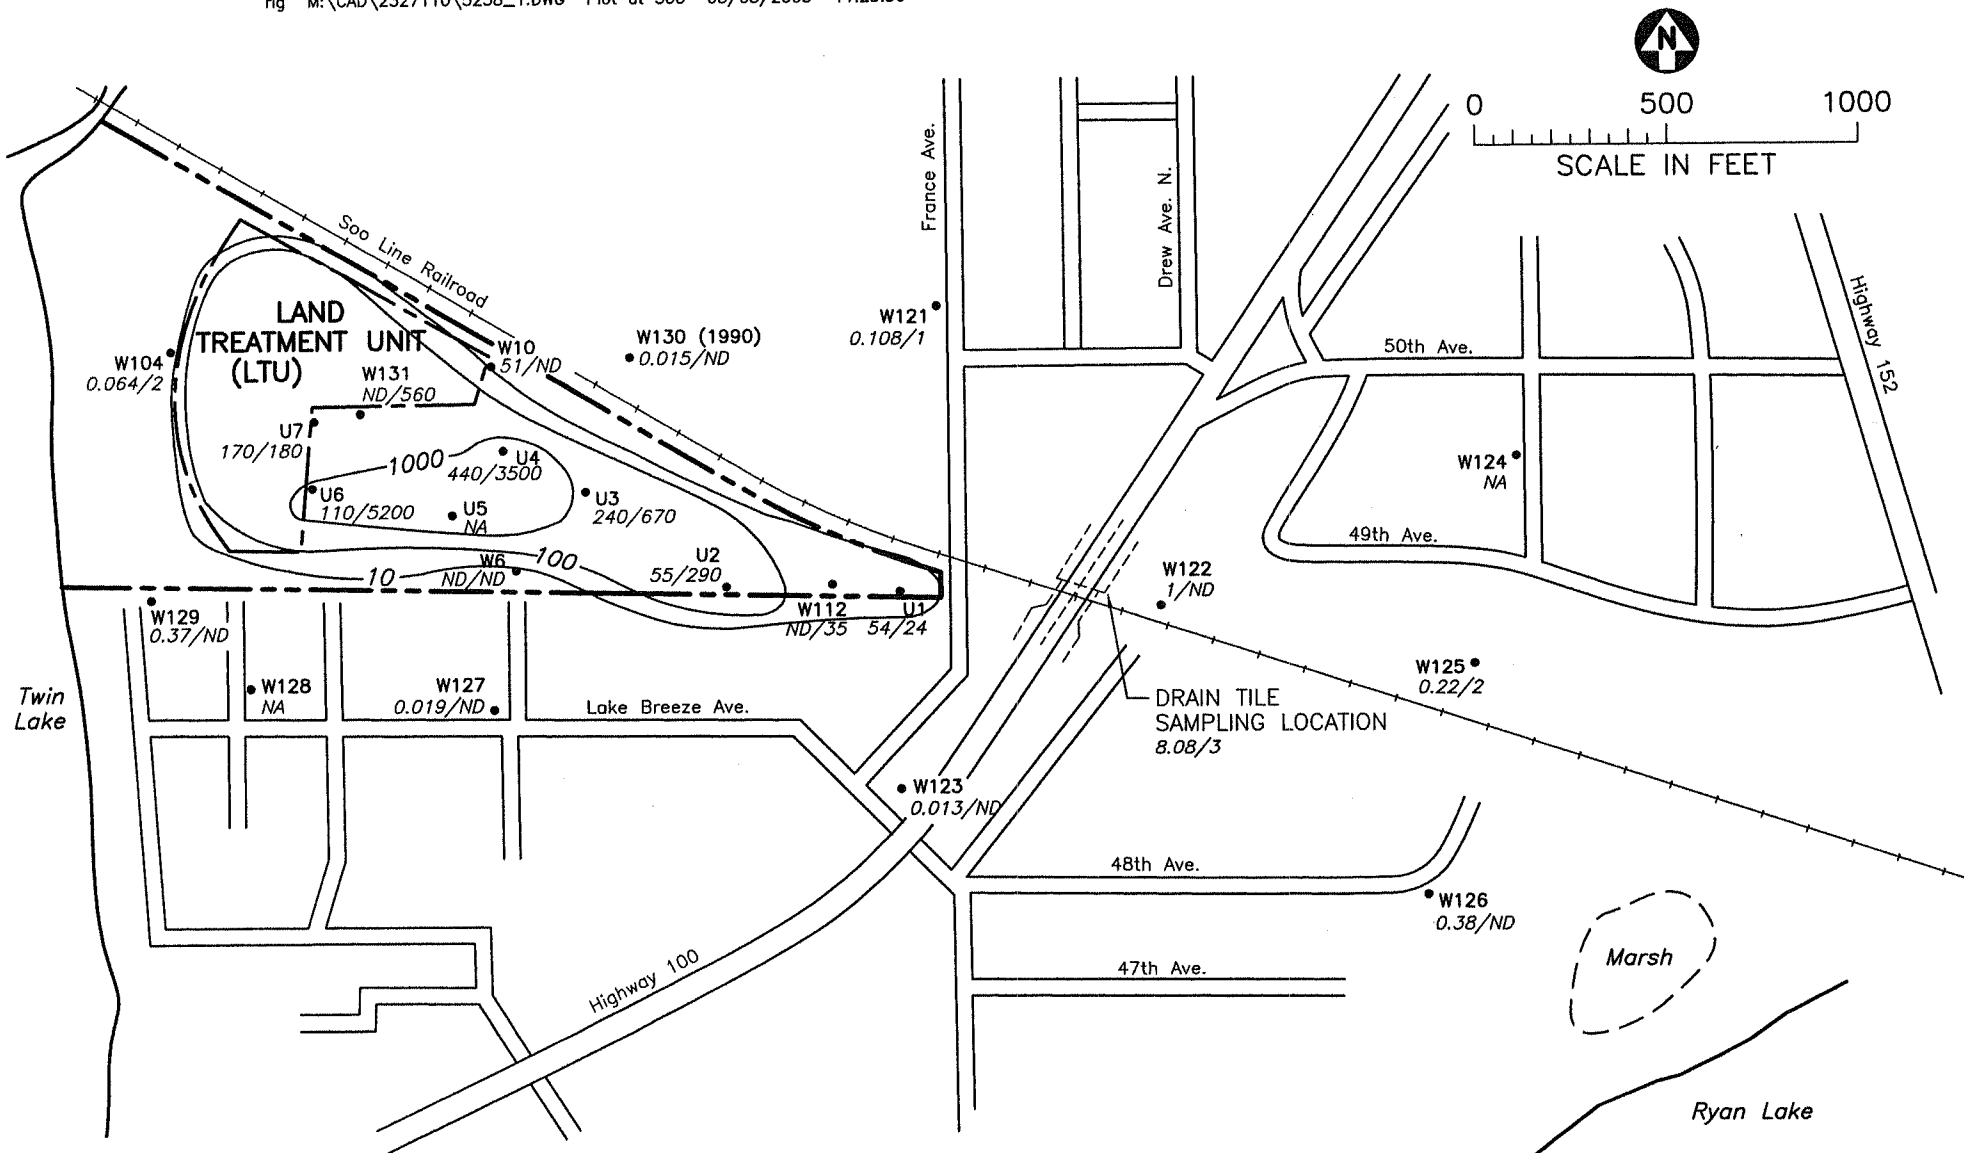 N
0 500 1000
SCALE IN FEET
France Ave.
Drew Ave. N.
Soo Line Railroad
Highway 152
LAND
TREATMENT UNIT
(LTU)
W104
0.064/2
W10
51/ND
W130 (1990)
0.015/ND
W121
0.108/1
50th Ave.
W131
ND/560
U7
170/180
1000
U4
440/3500
U6
110/5200
U5
NA
U3
240/670
W124
NA
49th Ave.
100
10
W6
ND/ND
U2
55/290
W112
ND/35
U1
54/24
W122
1/ND
W129
0.37/ND
W128
NA
W127
0.019/ND
Lake Breeze Ave.
W125
0.22/2
Twin
Lake
DRAIN TILE
SAMPLING LOCATION
8.08/3
W123
0.013/ND
48th Ave.
W126
0.38/ND
47th Ave.
Highway 100
Marsh
Ryan Lake